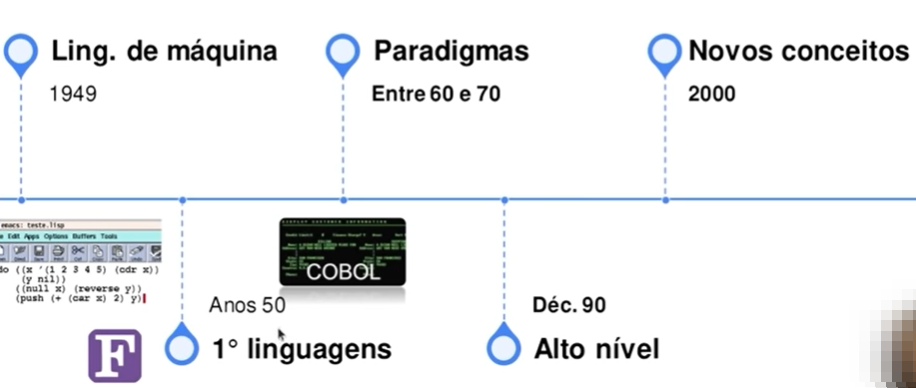 Ling. de máquina
1949
Paradigmas
Entre 60 e 70
Novos conceitos
2000
emacs: teste.lisp
Edit Apps Options Buffers Tools
do ((x '(1 2 3 4 5) (cdr x))
(y nil))
((null x) (reverse y))
(push (+ (car x) 2) y)
COBOL
Anos 50
1° linguagens
F
Déc. 90
Alto nível